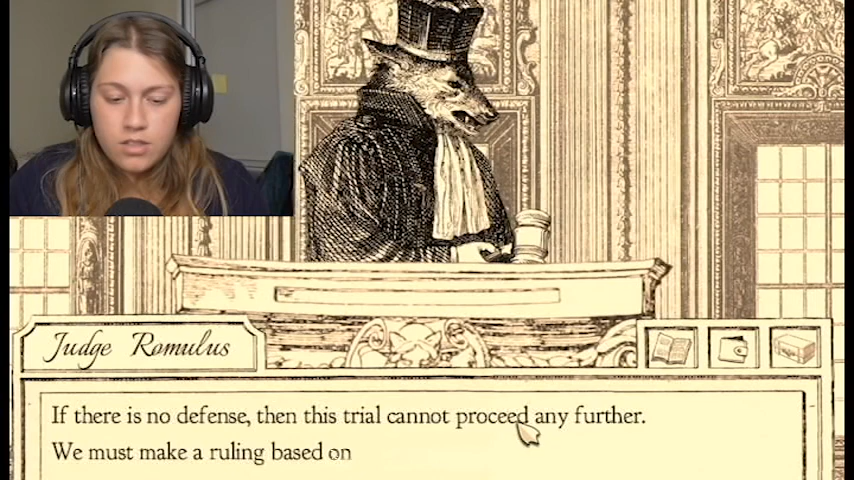 Judge Romulus
If there is no defense, then this trial cannot proceed any further.
We must make a ruling based on